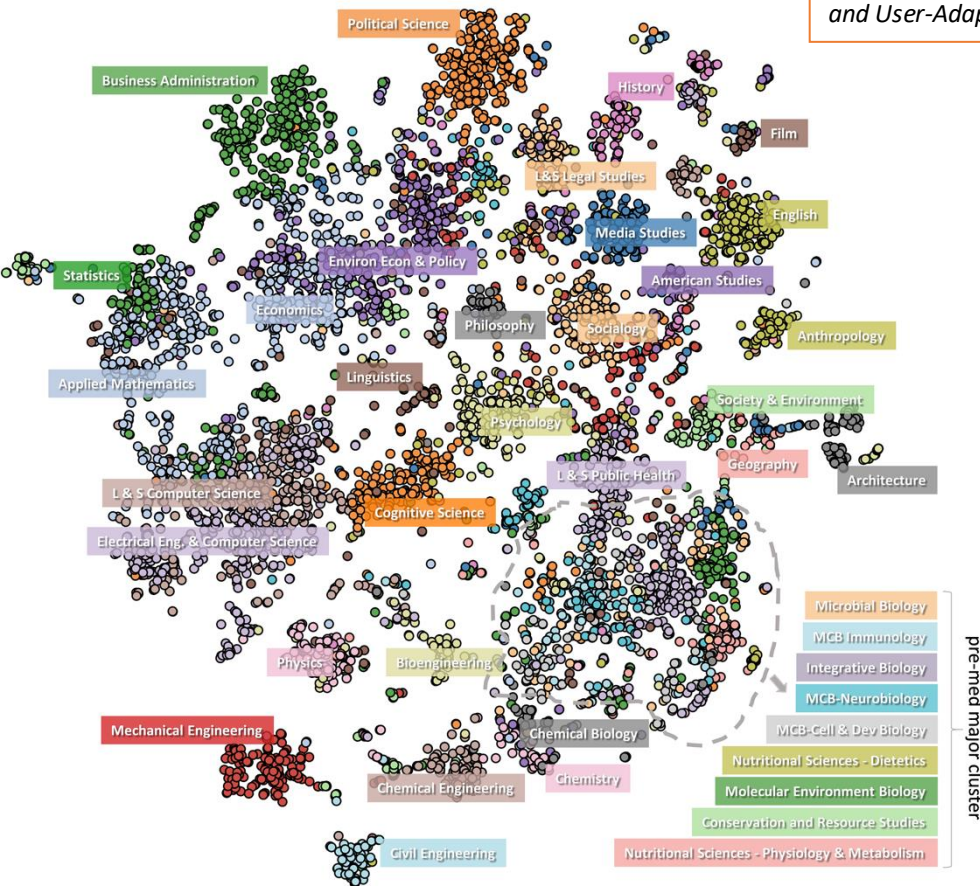 and User-Adap
Political Science
Business Administration
History
Film
L&S Legal Studies
English
Media Studies
Environ Econ & Policy
Statistics
American Studies
Economics
Philosophy
Socialogy
Anthropology
Linguistics
Applied Mathematics
Society & Environment
Psychology
Geography
L & S Public Health
Architecture
L & S Computer Science
Cognitive Science
Electrical Eng. & Computer Science
Microbial Biology
MCB Immunology
Physics
Bioengineering
Integrative Biology
MCB-Neurobiology
Mechanical Engineering
Chemical Biology
MCB-Cell & Dev Biology
Nutritional Sciences - Dietetics
Chemistry
Chemical Engineering
Molecular Environment Biology
Conservation and Resource Studies
Civil Engineering
Nutritional Sciences - Physiology & Metabolism
pre-med major cluster